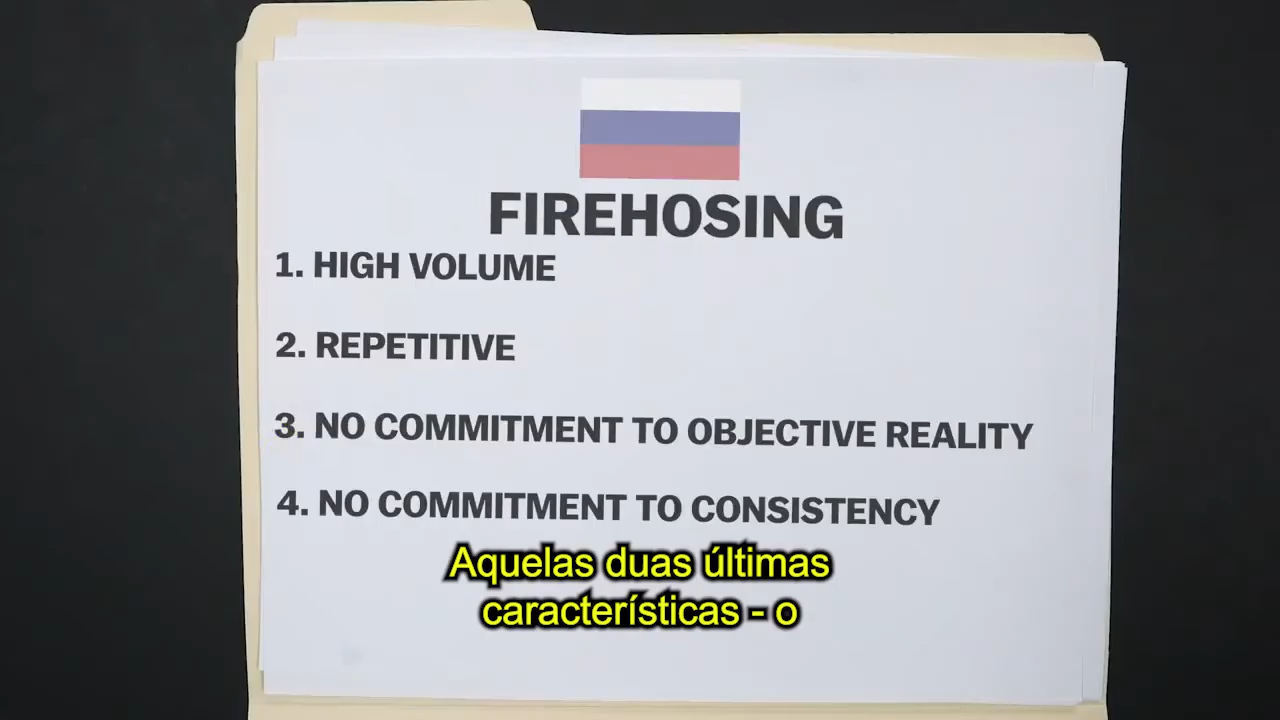 FIREHOSING
1. HIGH VOLUME
2. REPETITIVE
3. NO COMMITMENT TO OBJECTIVE REALITY
4. NO COMMITMENT TO CONSISTENCY
Aquelas duas últimas
características - o